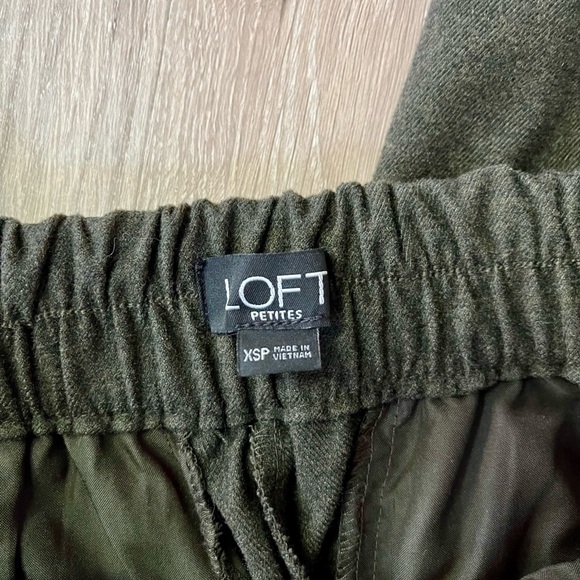 LOFT
PETITES
XSP MADE IN
VIETNAM